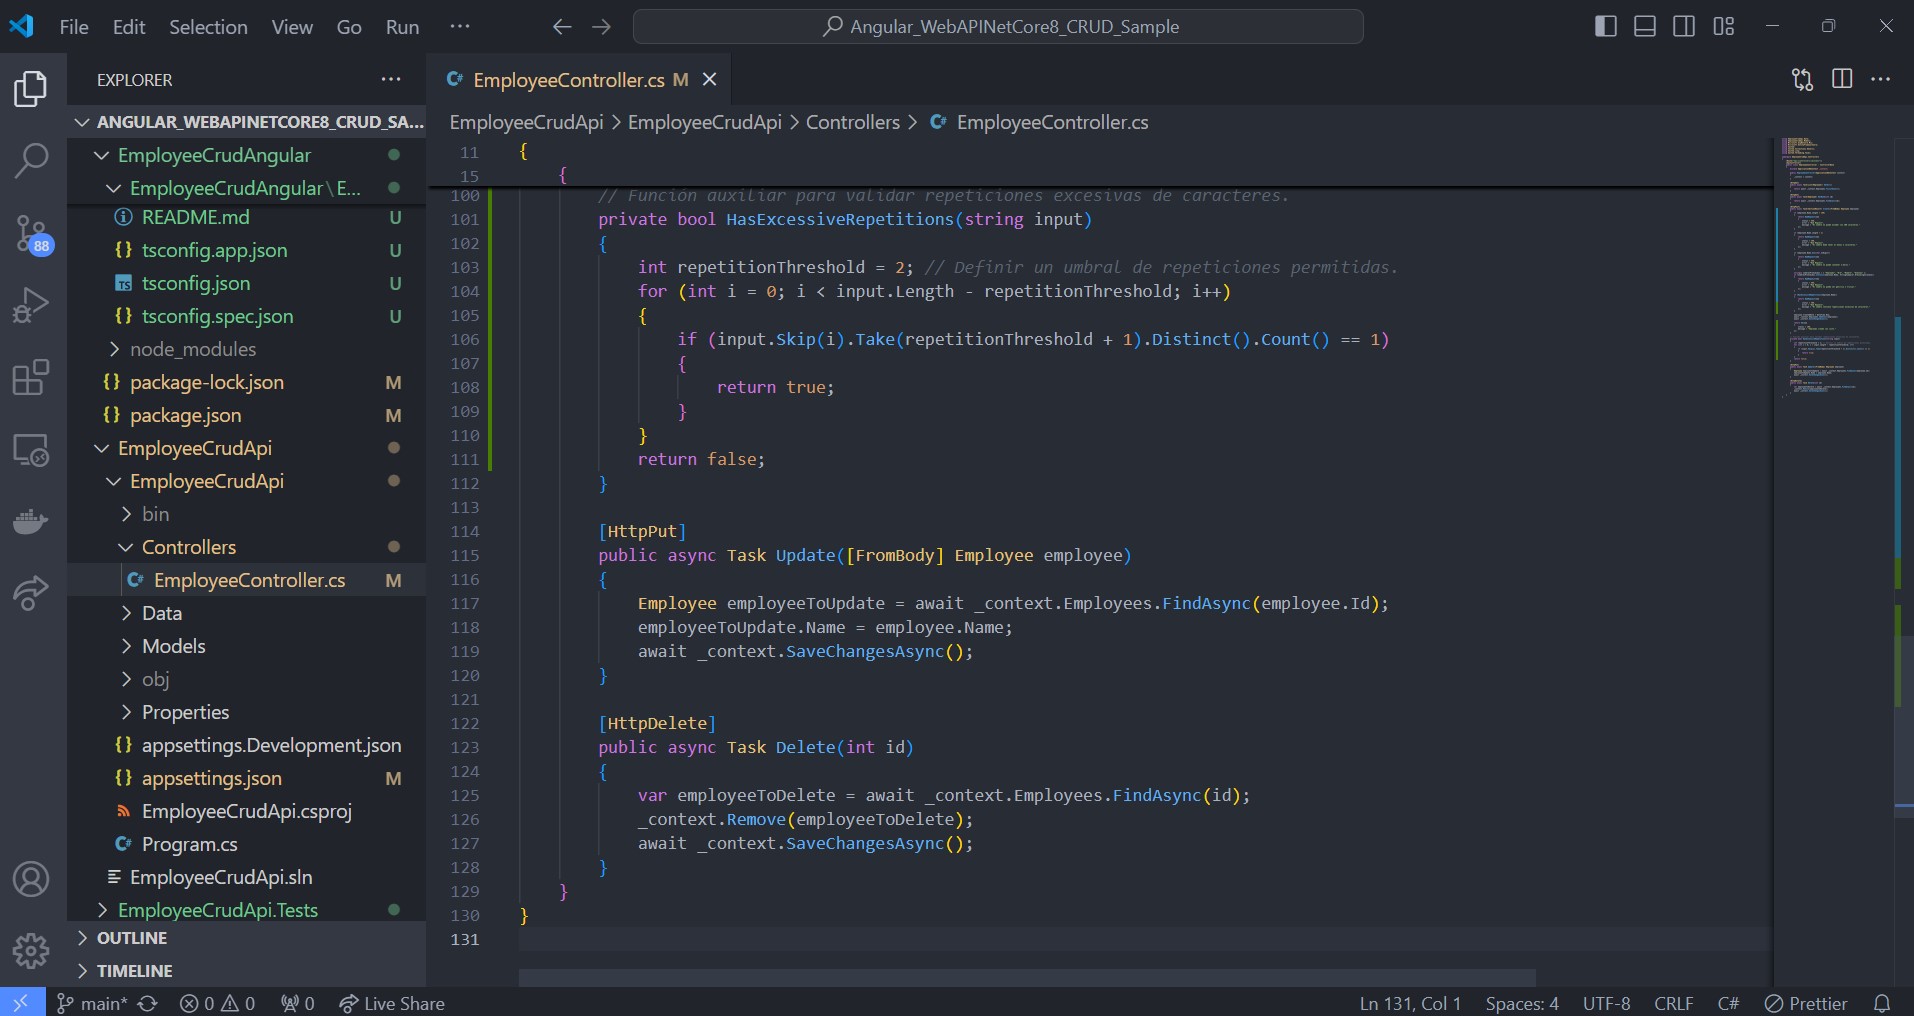 File Edit Selection View Go Run ··· Angular_WebAPINetCore8_CRUD_Sample
EXPLORER ···
ANGULAR_WEBAPINETCORE8_CRUD_SA...
EmployeeCrudAngular
EmployeeCrudAngular\E...
README.md U
tsconfig.app.json U
tsconfig.json U
tsconfig.spec.json U
node_modules
package-lock.json M
package.json M
EmployeeCrudApi
EmployeeCrudApi
bin
Controllers
EmployeeController.cs M
Data
Models
obj
Properties
appsettings.Development.json
appsettings.json M
EmployeeCrudApi.csproj
Program.cs
EmployeeCrudApi.sln
EmployeeCrudApi.Tests
OUTLINE
TIMELINE
88
EmployeeController.cs M
EmployeeCrudApi > EmployeeCrudApi > Controllers > EmployeeController.cs
11 {
15 {
100 // Función auxiliar para validar repeticiones excesivas de caracteres.
101 private bool HasExcessiveRepetitions(string input)
102 {
103 int repetitionThreshold = 2; // Definir un umbral de repeticiones permitidas.
104 for (int i = 0; i < input.Length - repetitionThreshold; i++)
105 {
106 if (input.Skip(i).Take(repetitionThreshold + 1).Distinct().Count() == 1)
107 {
108 return true;
109 }
110 }
111 return false;
112 }
113
114 [HttpPut]
115 public async Task Update([FromBody] Employee employee)
116 {
117 Employee employeeToUpdate = await _context.Employees.FindAsync(employee.Id);
118 employeeToUpdate.Name = employee.Name;
119 await _context.SaveChangesAsync();
120 }
121
122 [HttpDelete]
123 public async Task Delete(int id)
124 {
125 var employeeToDelete = await _context.Employees.FindAsync(id);
126 _context.Remove(employeeToDelete);
127 await _context.SaveChangesAsync();
128 }
129 }
130 }
131
main* 0 0 0 Live Share Ln 131, Col 1 Spaces: 4 UTF-8 CRLF C# Prettier